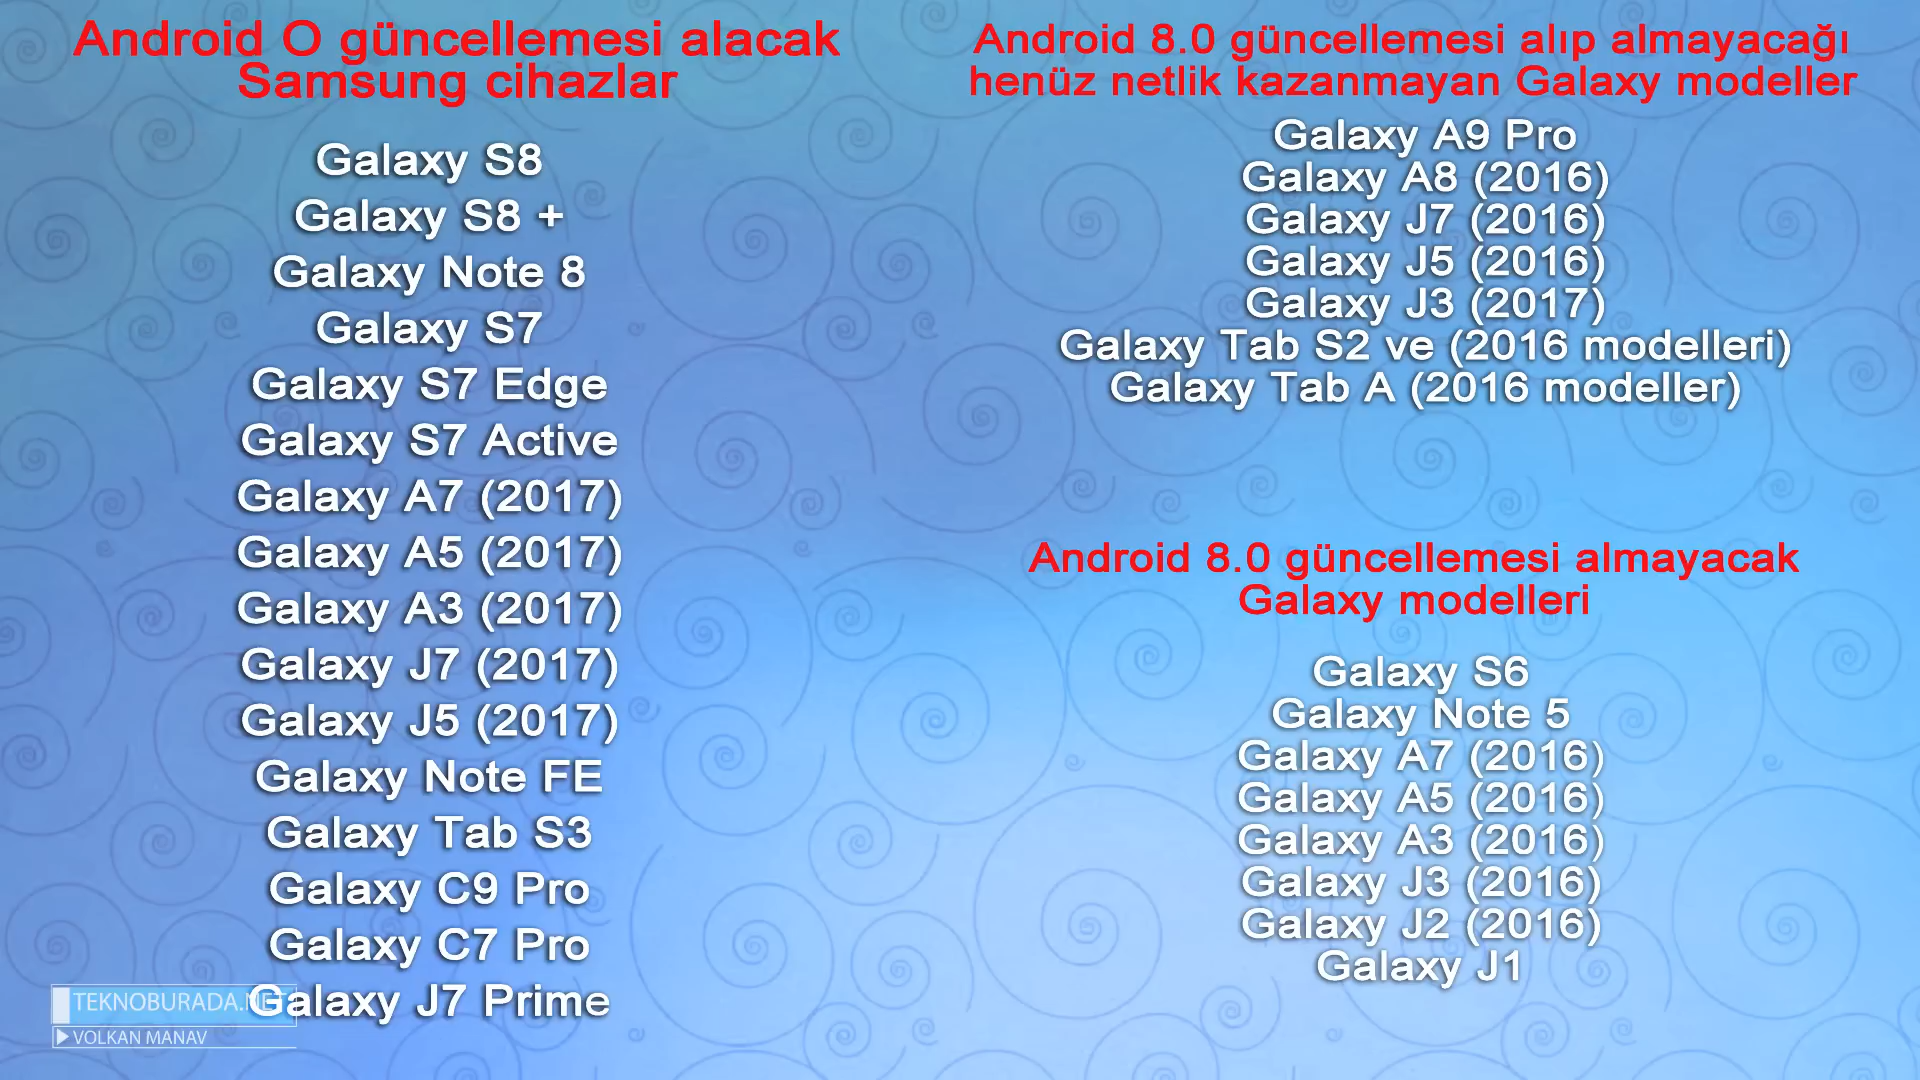 Android O güncellemesi alacak
Samsung cihazlar
Galaxy S8
Galaxy S8 +
Galaxy Note 8
Galaxy S7
Galaxy S7 Edge
Galaxy S7 Active
Galaxy A7 (2017)
Galaxy A5 (2017)
Galaxy A3 (2017)
Galaxy J7 (2017)
Galaxy J5 (2017)
Galaxy Note FE
Galaxy Tab S3
Galaxy C9 Pro
Galaxy C7 Pro
Galaxy J7 Prime
TEKNOBURADA.NET
VOLKAN MANAV
Android 8.0 güncellemesi alıp almayacağı
henüz netlik kazanmayan Galaxy modeller
Galaxy A9 Pro
Galaxy A8 (2016)
Galaxy J7 (2016)
Galaxy J5 (2016)
Galaxy J3 (2017)
Galaxy Tab S2 ve (2016 modelleri)
Galaxy Tab A (2016 modeller)
Android 8.0 güncellemesi almayacak
Galaxy modelleri
Galaxy S6
Galaxy Note 5
Galaxy A7 (2016)
Galaxy A5 (2016)
Galaxy A3 (2016)
Galaxy J3 (2016)
Galaxy J2 (2016)
Galaxy J1